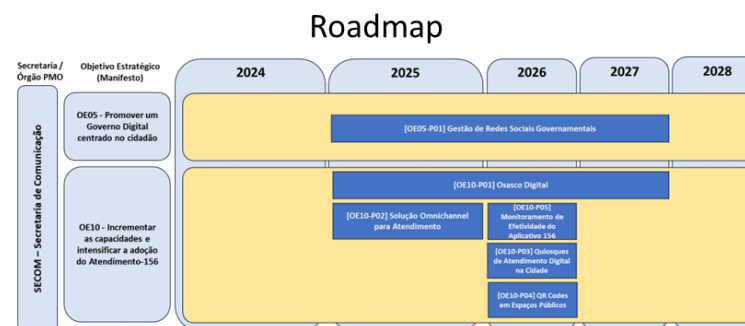 Roadmap
Secretaria /
Órgão PMO
Objetivo Estratégico
(Manifesto)
2024
2025
2026
2027
2028
SECOM – Secretaria de Comunicação
OE05 - Promover um
Governo Digital
centrado no cidadão
[OE05-P01] Gestão de Redes Sociais Governamentais
OE10 - Incrementar
as capacidades e
intensificar a adoção
do Atendimento-156
[OE10-P01] Osasco Digital
[OE10-P02] Solução Omnichannel
para Atendimento
[OE10-P05]
Monitoramento de
Efetividade do
Aplicativo 156
[OE10-P03] Quiosques
de Atendimento Digital
na Cidade
[OE10-P04] QR Codes
em Espaços Públicos